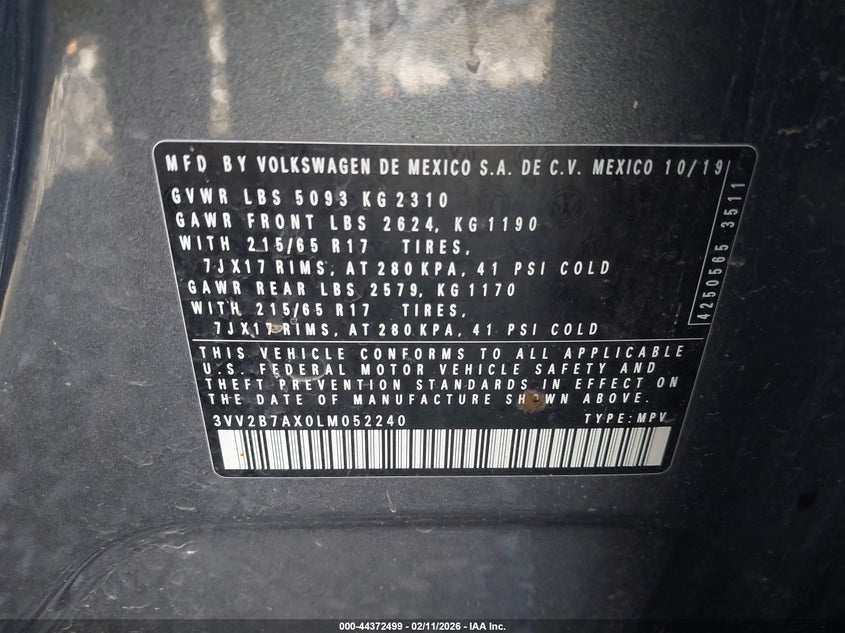 MFD BY VOLKSWAGEN DE MEXICO S.A. DE C.V. MEXICO 10/19
GVWR LBS 5093 KG 2310
GAWR FRONT LBS 2624, KG 1190
WITH 215/65 R17 TIRES,
7JX17 RIMS, AT 280 KPA, 41 PSI COLD
GAWR REAR LBS 2579, KG 1170
WITH 215/65 R17 TIRES,
7JX17 RIMS, AT 280 KPA, 41 PSI COLD
4250565 3511
THIS VEHICLE CONFORMS TO ALL APPLICABLE
U.S. FEDERAL MOTOR VEHICLE SAFETY AND
THEFT PREVENTION STANDARDS IN EFFECT ON
THE DATE OF MANUFACTURE SHOWN ABOVE.
3VV2B7AX0LM052240 TYPE: MPV
000-44372499 - 02/11/2026 - IAA Inc.